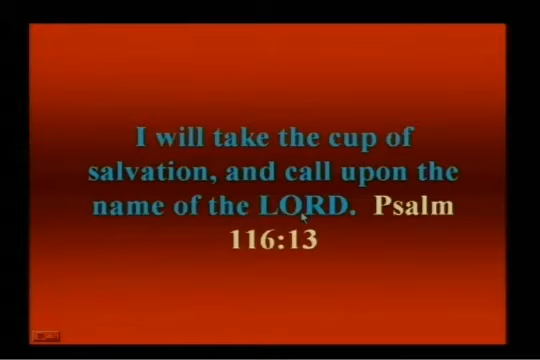 I will take the cup of
salvation, and call upon the
name of the LORD.  Psalm
116:13